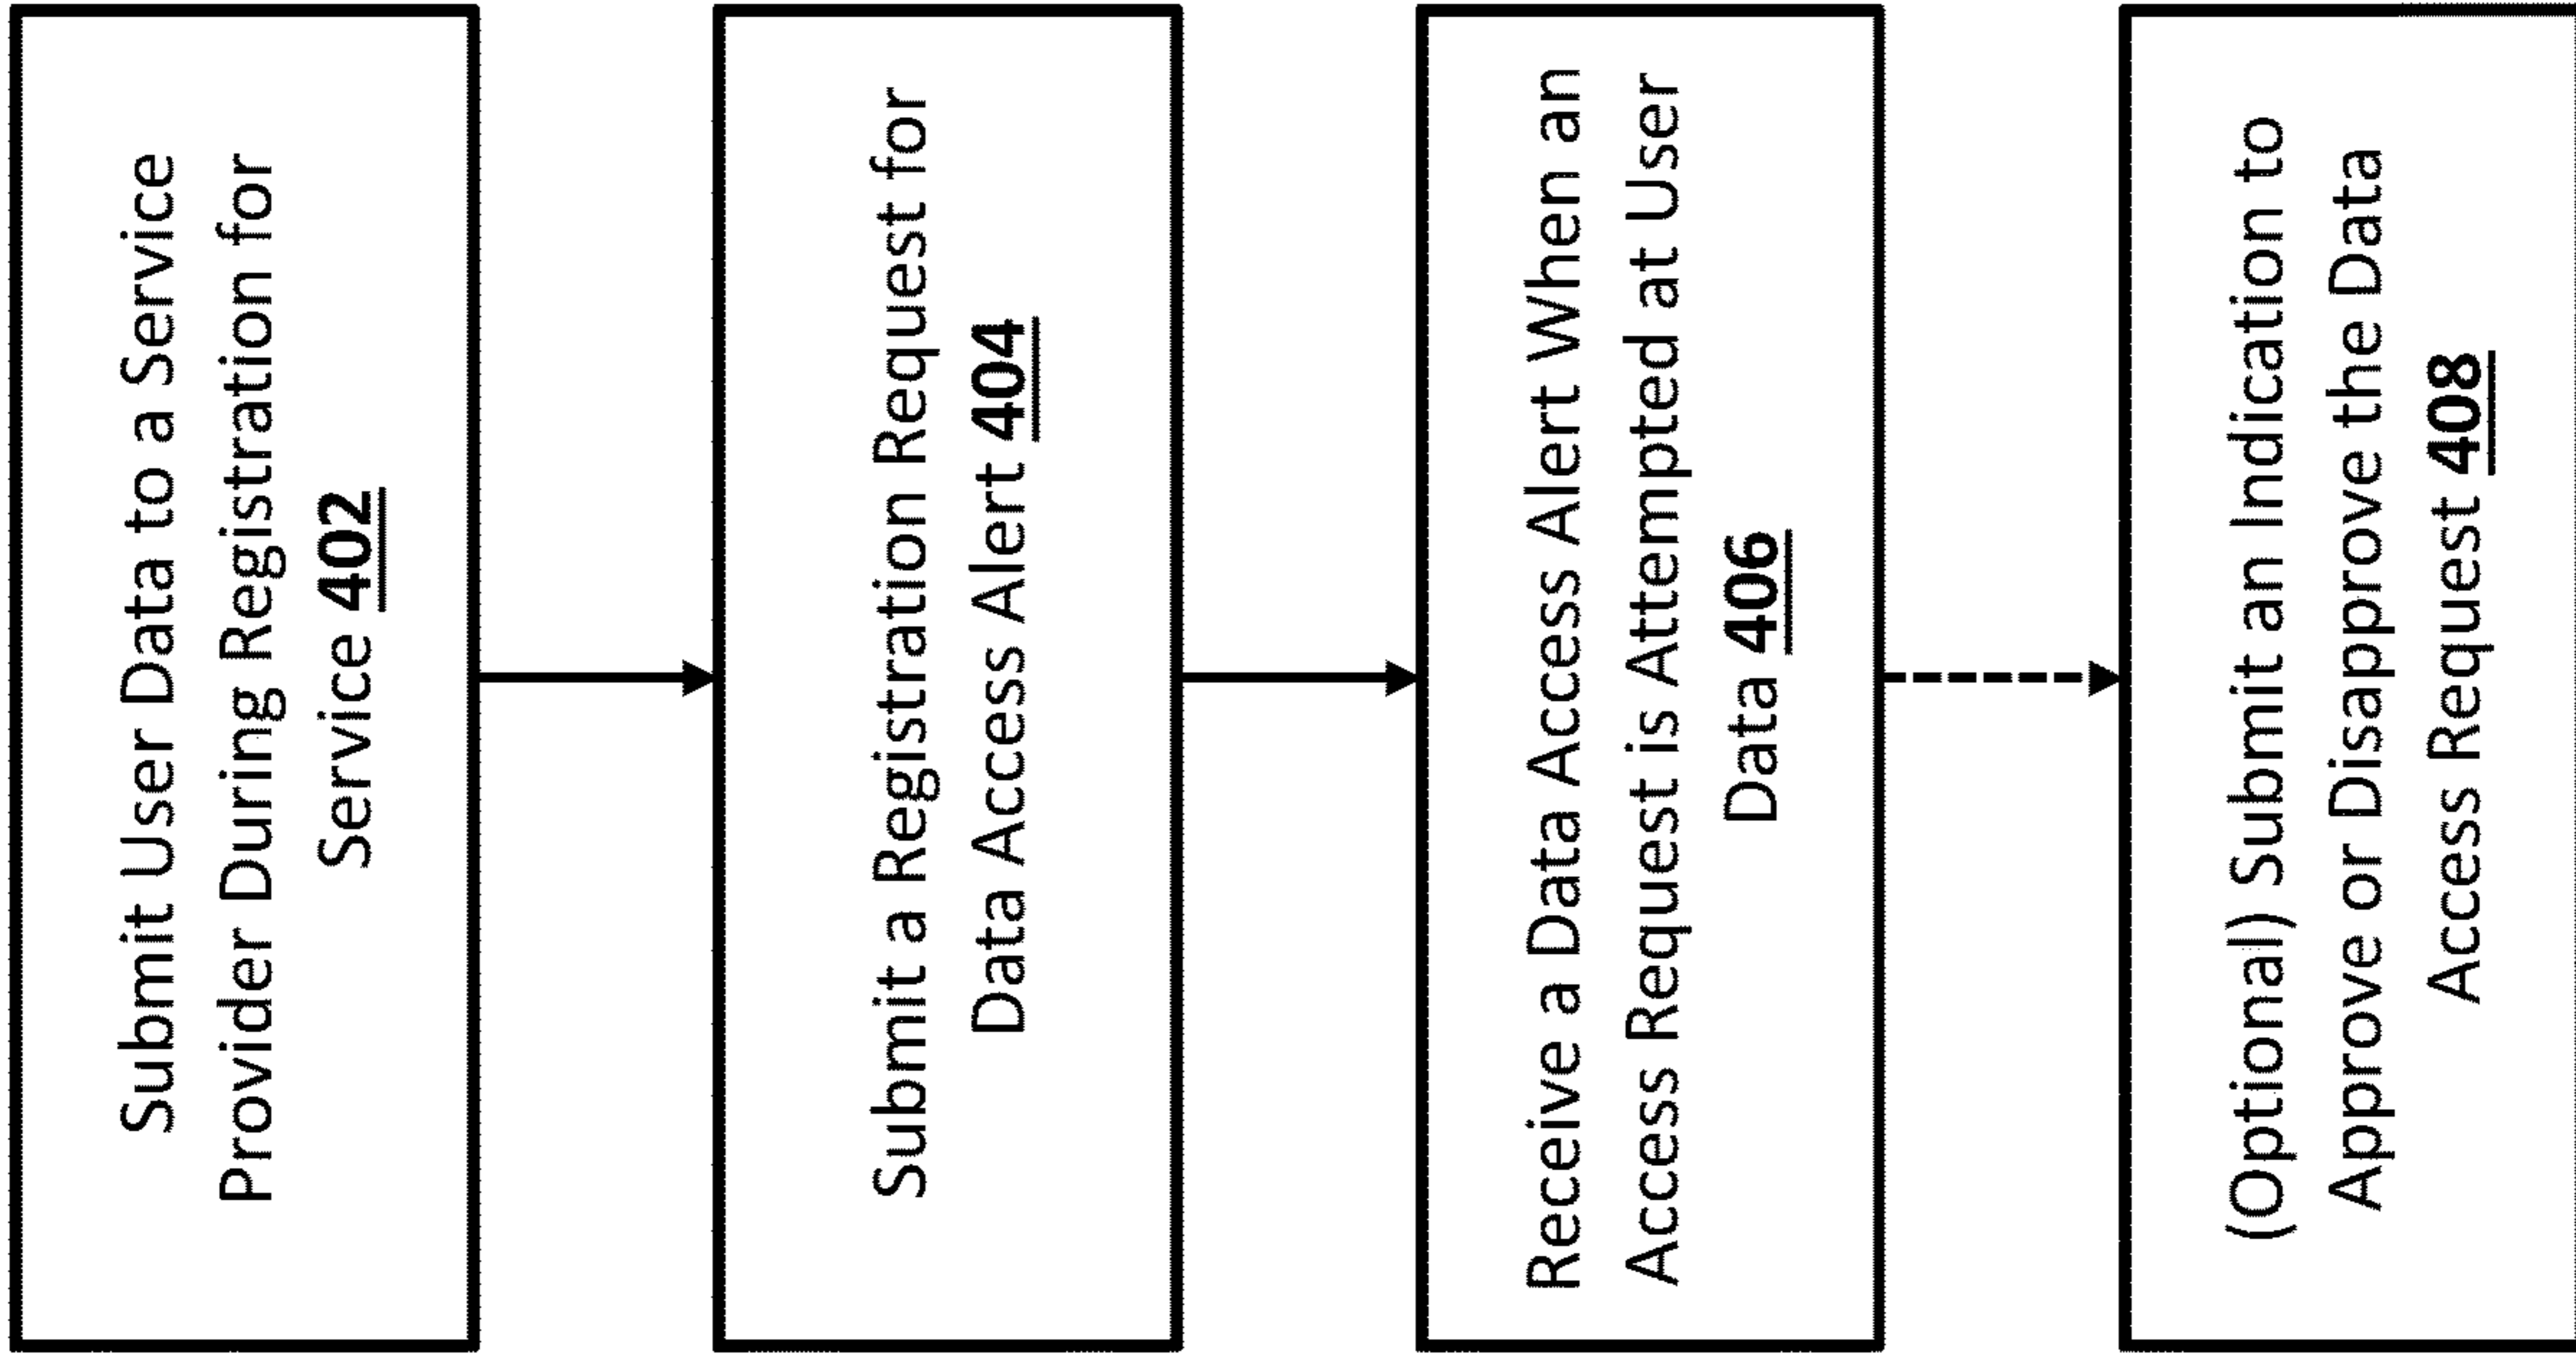 Submit User Data to a Service
Provider During Registration for
Service 402
Submit a Registration Request for
Data Access Alert 404
Receive a Data Access Alert When an
Access Request is Attempted at User
Data 406
(Optional) Submit an Indication to
Approve or Disapprove the Data
Access Request 408